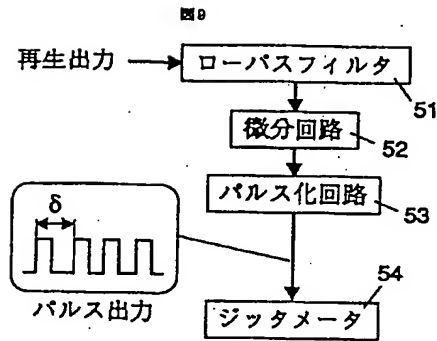 図9
再生出力
ローパスフィルタ
51
微分回路
52
パルス化回路
53
δ
パルス出力
54
ジッタメータ